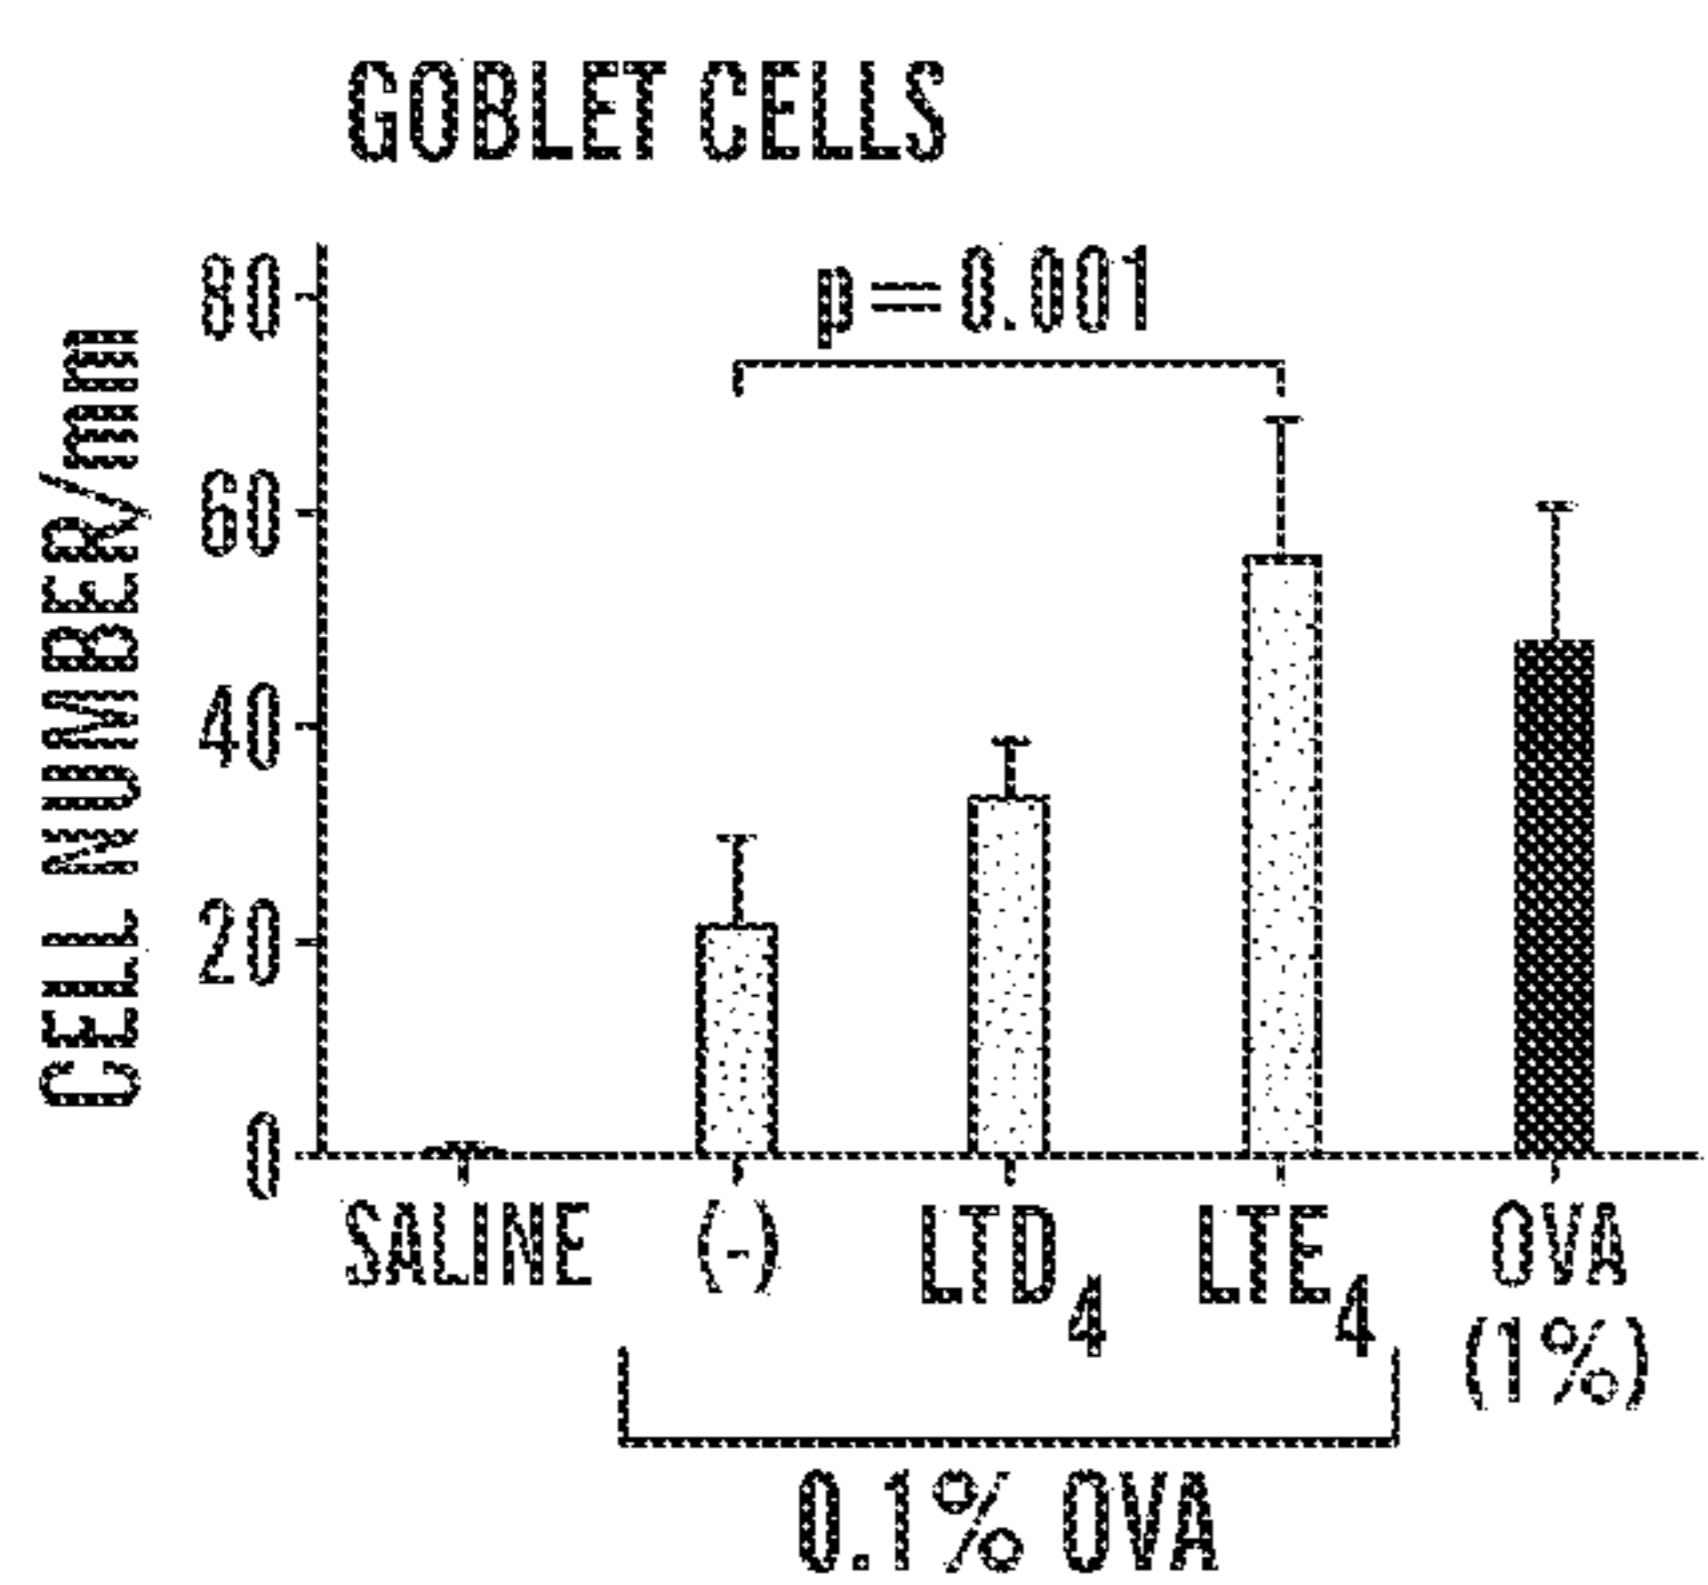 GOBLET CELLS
CELL NUMBER/mm
80
60
40
20
0
p=0.001
SALINE (-) LTD4 LTE4 OVA
(1%)
0.1% OVA